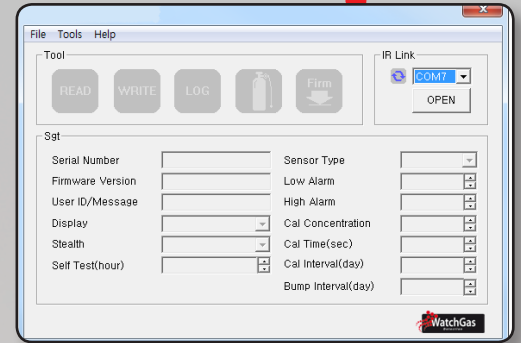 File Tools Help
Tool
READ WRITE LOG Firm
IR Link
COM7
OPEN
Sgt
Serial Number
Firmware Version
User ID/Message
Display
Stealth
Self Test(hour)
Sensor Type
Low Alarm
High Alarm
Cal Concentration
Cal Time(sec)
Cal Interval(day)
Bump Interval(day)
WatchGas